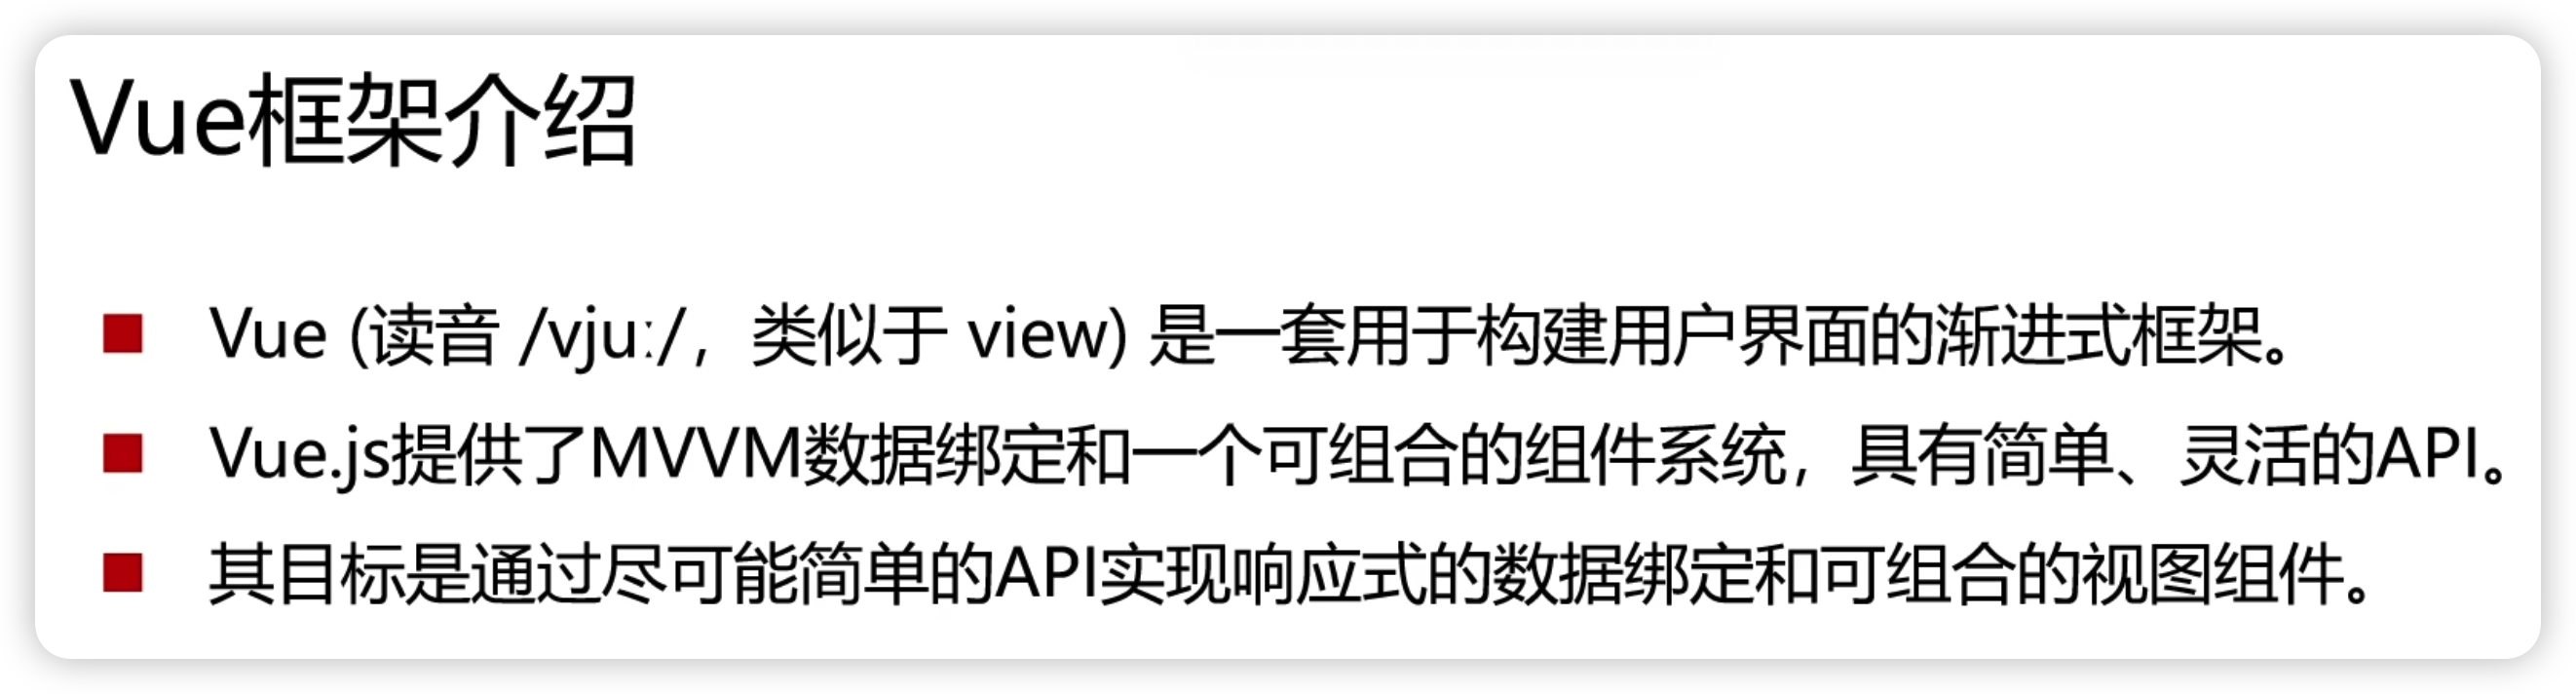 Vue框架介绍
Vue (读音 /vjuː/，类似于 view) 是一套用于构建用户界面的渐进式框架。
Vue.js提供了MVVM数据绑定和一个可组合的组件系统，具有简单、灵活的API。
其目标是通过尽可能简单的API实现响应式的数据绑定和可组合的视图组件。